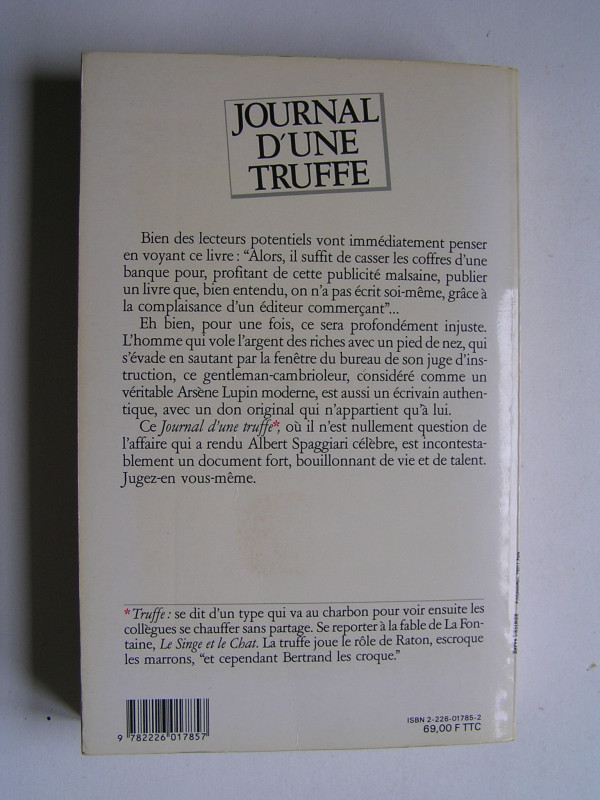 JOURNAL
D'UNE
TRUFFE
Bien des lecteurs potentiels vont immédiatement penser
en voyant ce livre : “Alors, il suffit de casser les coffres d'une
banque pour, profitant de cette publicité malsaine, publier
un livre que, bien entendu, on n'a pas écrit soi-même, grâce à
la complaisance d'un éditeur commerçant”...
Eh bien, pour une fois, ce sera profondément injuste.
L'homme qui vole l'argent des riches avec un pied de nez, qui
s'évade en sautant par la fenêtre du bureau de son juge d'ins-
truction, ce gentleman-cambrioleur, considéré comme un
véritable Arsène Lupin moderne, est aussi un écrivain authen-
tique, avec un don original qui n'appartient qu'à lui.
Ce Journal d'une truffe*, où il n'est nullement question de
l'affaire qui a rendu Albert Spaggiari célèbre, est incontesta-
blement un document fort, bouillonnant de vie et de talent.
Jugez-en vous-même.
*Truffe : se dit d'un type qui va au charbon pour voir ensuite les
collègues se chauffer sans partage. Se reporter à la fable de La Fon-
taine, Le Singe et le Chat. La truffe joue le rôle de Raton, escroque
les marrons, “et cependant Bertrand les croque.”
9 782226 017857
ISBN 2-226-01785-2
69,00 F TTC